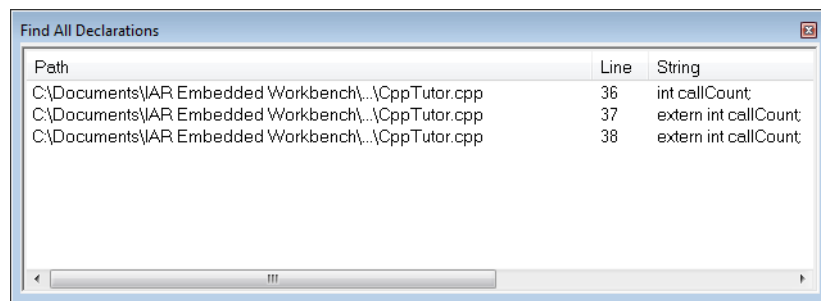 Find All Declarations
Path Line String
C:\Documents\IAR Embedded Workbench\...\CppTutor.cpp 36 int callCount;
C:\Documents\IAR Embedded Workbench\...\CppTutor.cpp 37 extern int callCount;
C:\Documents\IAR Embedded Workbench\...\CppTutor.cpp 38 extern int callCount;